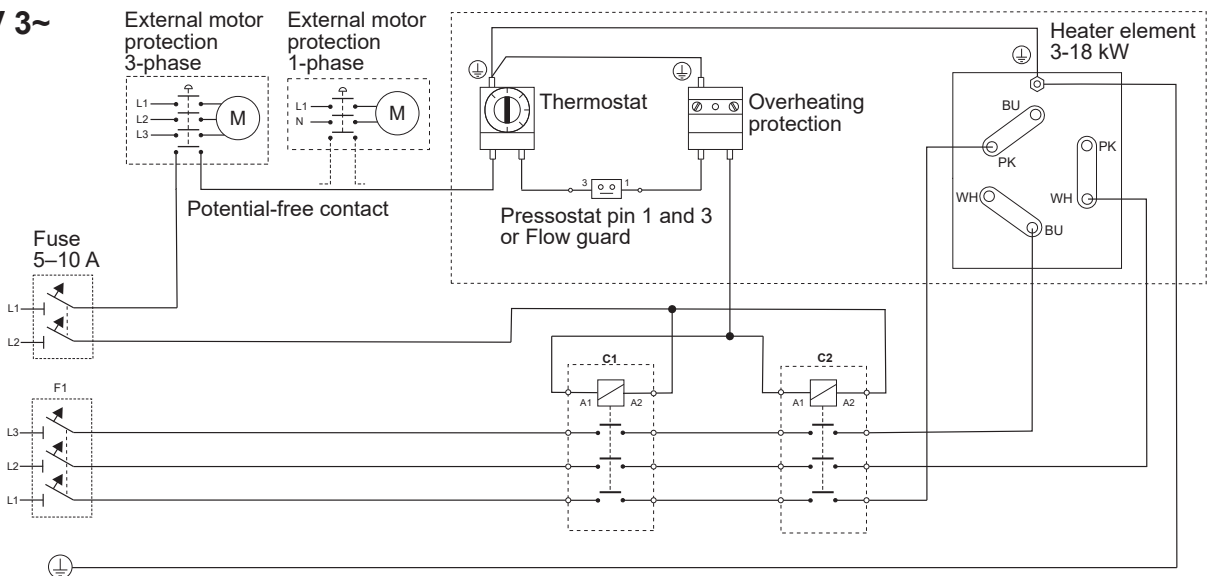 V 3~
External motor
protection
3-phase
External motor
protection
1-phase
Heater element
3-18 kW
L1
L2
L3
M
L1
N
M
Thermostat
Overheating
protection
BU
PK
PK
WH
WH
BU
3
1
Potential-free contact
Pressostat pin 1 and 3
or Flow guard
Fuse
5–10 A
L1
L2
C1
C2
A1
A2
A1
A2
F1
L3
L2
L1